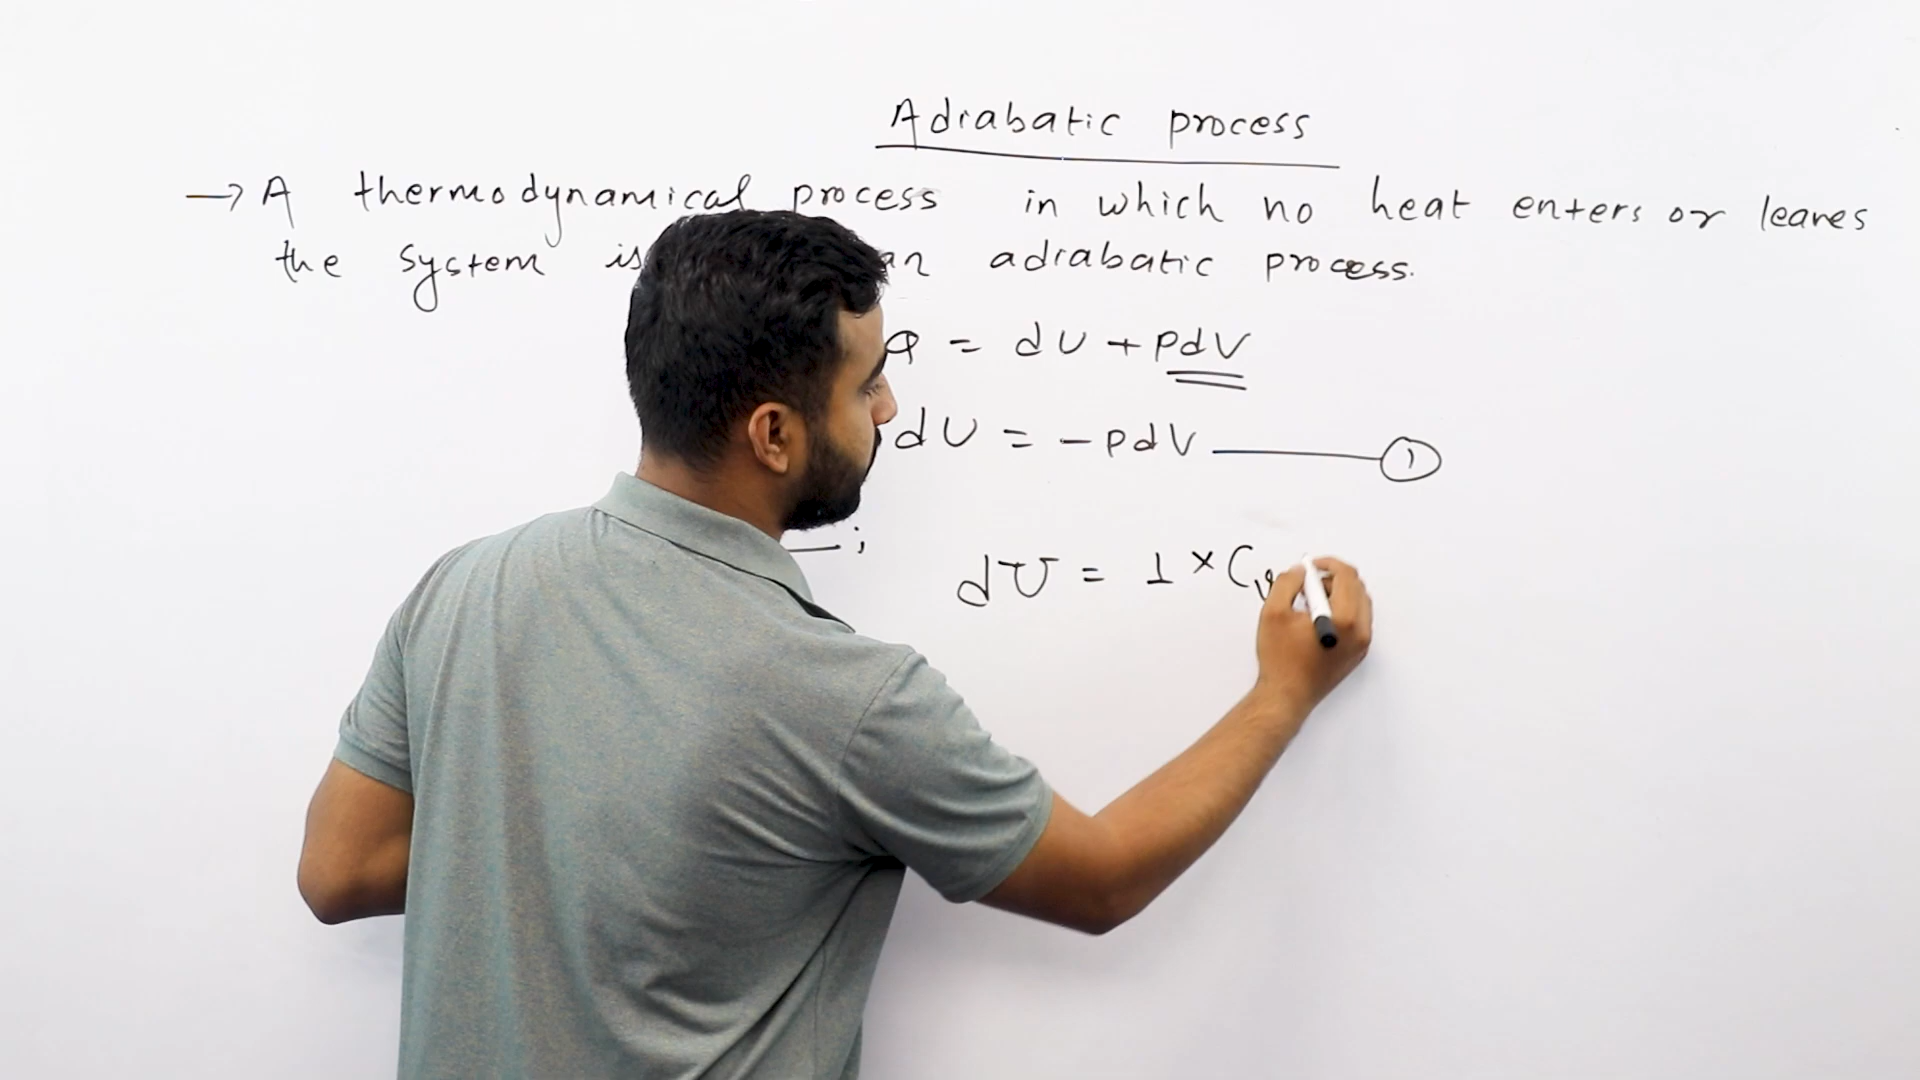 Adiabatic process
→ A thermodynamical process in which no heat enters or leaves
the system is an adiabatic process.
Q = dU + PdV
dU = -PdV ——— ①
;
dU = 1 × Cv